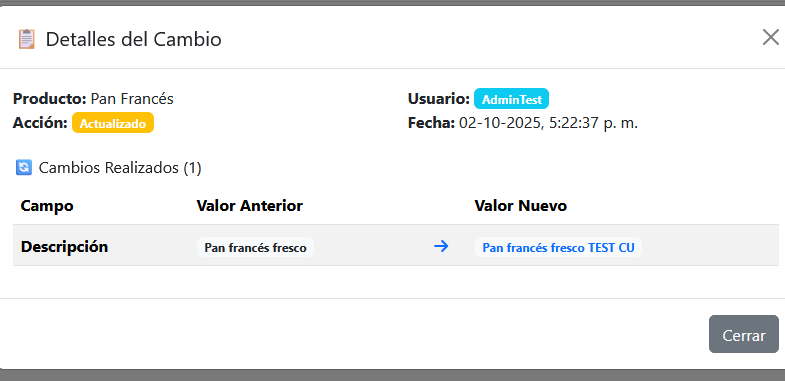 Detalles del Cambio
Producto: Pan Francés
Usuario: AdminTest
Acción: Actualizado
Fecha: 02-10-2025, 5:22:37 p. m.
Cambios Realizados (1)
Campo Valor Anterior Valor Nuevo
Descripción Pan francés fresco → Pan francés fresco TEST CU
Cerrar